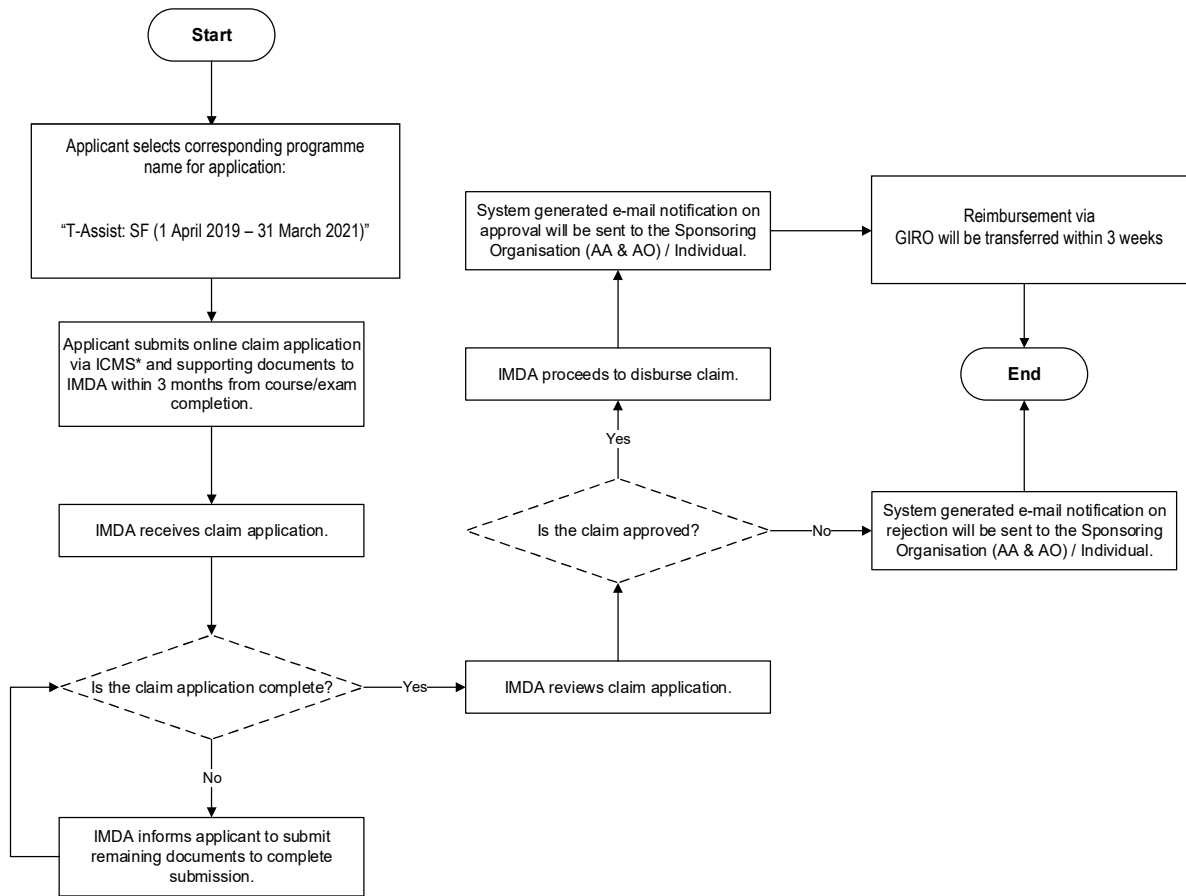 Start
Applicant selects corresponding programme
name for application:
“T-Assist: SF (1 April 2019 – 31 March 2021)”
Applicant submits online claim application
via ICMS* and supporting documents to
IMDA within 3 months from course/exam
completion.
IMDA receives claim application.
Is the claim application complete?
No
IMDA informs applicant to submit
remaining documents to complete
submission.
Yes
IMDA reviews claim application.
Is the claim approved?
Yes
IMDA proceeds to disburse claim.
System generated e-mail notification on
approval will be sent to the Sponsoring
Organisation (AA & AO) / Individual.
Reimbursement via
GIRO will be transferred within 3 weeks
No
System generated e-mail notification on
rejection will be sent to the Sponsoring
Organisation (AA & AO) / Individual.
End